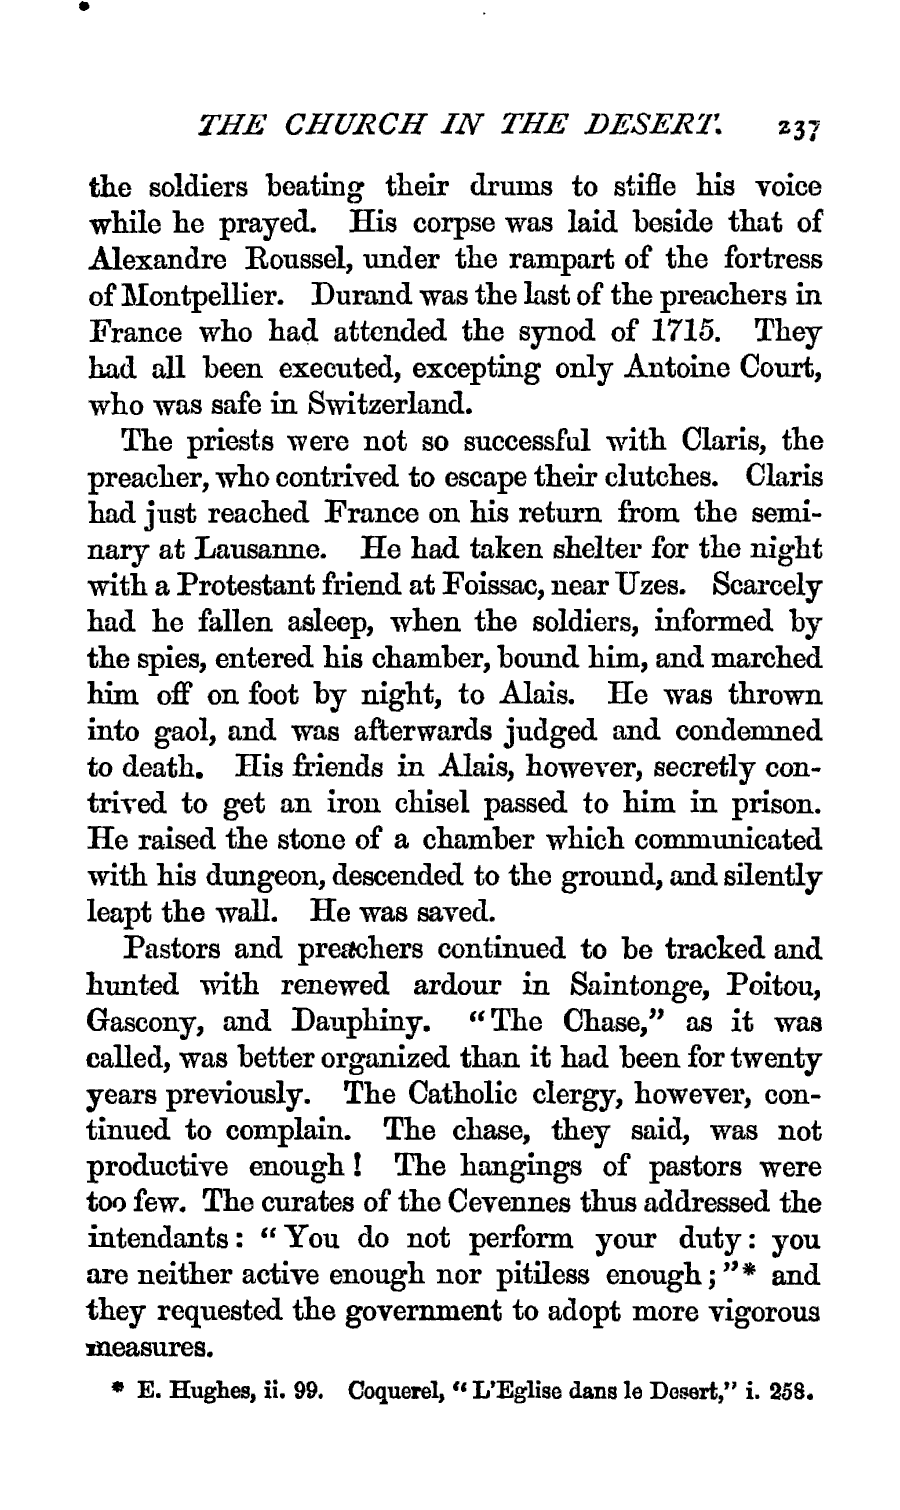 THE CHURCH IN THE DESERT. 237
the soldiers beating their drums to stifle his voice
while he prayed. His corpse was laid beside that of
Alexandre Roussel, under the rampart of the fortress
of Montpellier. Durand was the last of the preachers in
France who had attended the synod of 1715. They
had all been executed, excepting only Antoine Court,
who was safe in Switzerland.
The priests were not so successful with Claris, the
preacher, who contrived to escape their clutches. Claris
had just reached France on his return from the semi-
nary at Lausanne. He had taken shelter for the night
with a Protestant friend at Foissac, near Uzes. Scarcely
had he fallen asleep, when the soldiers, informed by
the spies, entered his chamber, bound him, and marched
him off on foot by night, to Alais. He was thrown
into gaol, and was afterwards judged and condemned
to death. His friends in Alais, however, secretly con-
trived to get an iron chisel passed to him in prison.
He raised the stone of a chamber which communicated
with his dungeon, descended to the ground, and silently
leapt the wall. He was saved.
Pastors and preachers continued to be tracked and
hunted with renewed ardour in Saintonge, Poitou,
Gascony, and Dauphiny. "The Chase," as it was
called, was better organized than it had been for twenty
years previously. The Catholic clergy, however, con-
tinued to complain. The chase, they said, was not
productive enough! The hangings of pastors were
too few. The curates of the Cevennes thus addressed the
intendants: "You do not perform your duty: you
are neither active enough nor pitiless enough;"* and
they requested the government to adopt more vigorous
measures.
* E. Hughes, ii. 99. Coquerel, "L'Eglise dans le Desert," i. 258.